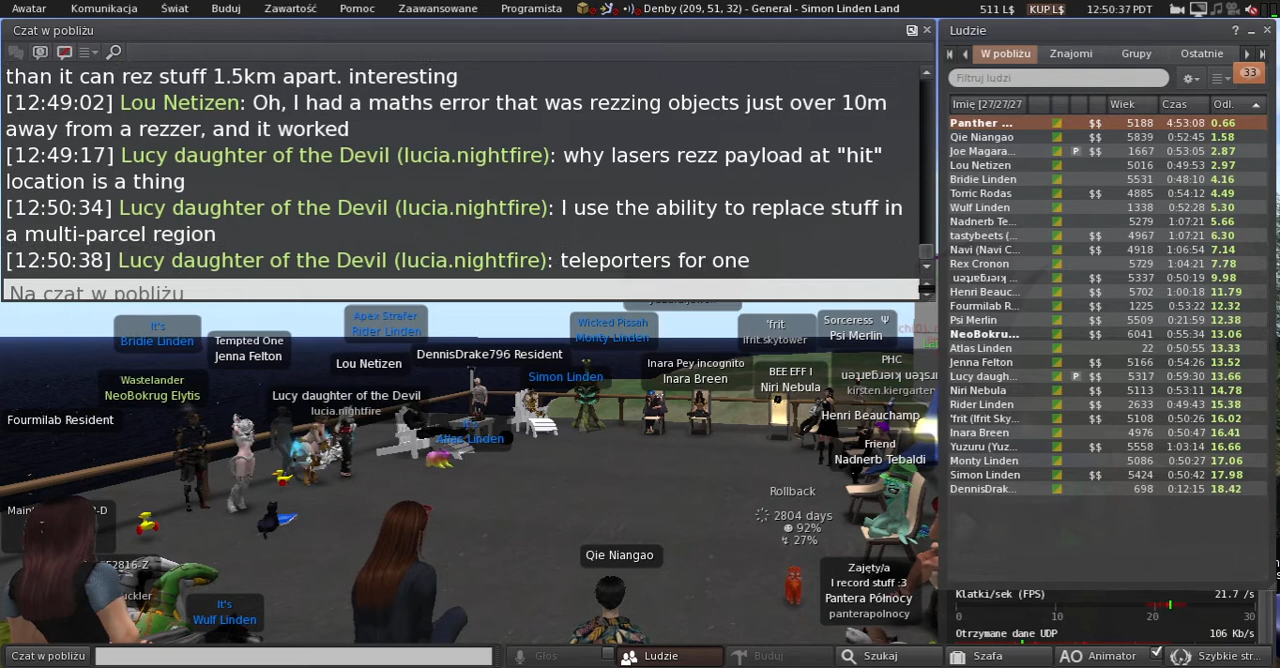 Awatar Komunikacja Świat Buduj Zawartość Pomoc Zaawansowane Programista Denby (209, 51, 32) - General - Simon Linden Land 511 L$ KUP L$ 12:50:37 PDT
Czat w pobliżu
than it can rez stuff 1.5km apart. interesting
[12:49:02] Lou Netizen: Oh, I had a maths error that was rezzing objects just over 10m
away from a rezzer, and it worked
[12:49:17] Lucy daughter of the Devil (lucia.nightfire): why lasers rezz payload at "hit"
location is a thing
[12:50:34] Lucy daughter of the Devil (lucia.nightfire): I use the ability to replace stuff in
a multi-parcel region
[12:50:38] Lucy daughter of the Devil (lucia.nightfire): teleporters for one
Na czat w pobliżu
Ludzie
W pobliżu Znajomi Grupy Ostatnie
Filtruj ludzi
33
Imię [27/27/27 Wiek Czas Odl.
Panther ... $$ 5188 4:53:08 0.66
Qie Niangao $$ 5839 0:52:45 1.58
Joe Magara... P $$ 1667 0:53:05 2.87
Lou Netizen 5016 0:49:53 2.97
Bridie Linden 5531 0:48:10 4.16
Torric Rodas $$ 4885 0:54:12 4.49
Wulf Linden 1338 0:52:28 5.30
Nadnerb Te... 5279 1:07:21 5.66
tastybeets (... $$ 4967 1:07:21 6.30
Navi (Navi C... $$ 4918 1:06:54 7.14
Rex Cronon 5729 1:04:21 7.78
$$ 5337 0:50:19 9.98
Henri Beauc... $$ 5702 1:00:18 11.79
Fourmilab R... $$ 1225 0:53:22 12.32
Psi Merlin $$ 5509 0:21:59 12.38
NeoBokru... $$ 6041 0:55:34 13.06
Atlas Linden 22 0:50:55 13.33
Jenna Felton $$ 5166 0:54:26 13.52
Lucy daugh... P $$ 5317 0:59:30 13.66
Niri Nebula $$ 5113 0:53:11 14.78
Rider Linden $$ 2633 0:49:43 15.38
'frit (Ifrit Sky... $$ 5108 0:50:26 16.02
Inara Breen 4976 0:50:47 16.41
Yuzuru (Yuz... $$ 5558 1:03:14 16.66
Monty Linden 5086 0:50:27 17.06
Simon Linden $$ 5424 0:50:42 17.98
DennisDrak... 698 0:12:15 18.42
Klatki/sek (FPS) 21.7 /s
0 10 20 30
Otrzymane dane UDP 106 Kb/s
It's
Bridie Linden
Tempted One
Jenna Felton
Apex Strafer
Rider Linden
Lou Netizen
DennisDrake796 Resident
Wicked Pissah
Monty Linden
Simon Linden
Inara Pey incognito
Inara Breen
'frit
ifrit.skytower
Sorceress Ψ
Psi Merlin
BEE EFF I
Niri Nebula
PHC
kirsten.kiergarten
Henri Beauchamp
Friend
Nadnerb Tebaldi
Wastelander
NeoBokrug Elytis
Fourmilab Resident
Lucy daughter of the Devil
lucia.nightfire
Atlas Linden
Rollback
2804 days
92%
27%
Qie Niangao
It's
Wulf Linden
Zajęty/a
I record stuff :3
Pantera Północy
panterapolnocy
Czat w pobliżu Głos Ludzie Buduj Szukaj Szafa AO Animator Szybkie str...